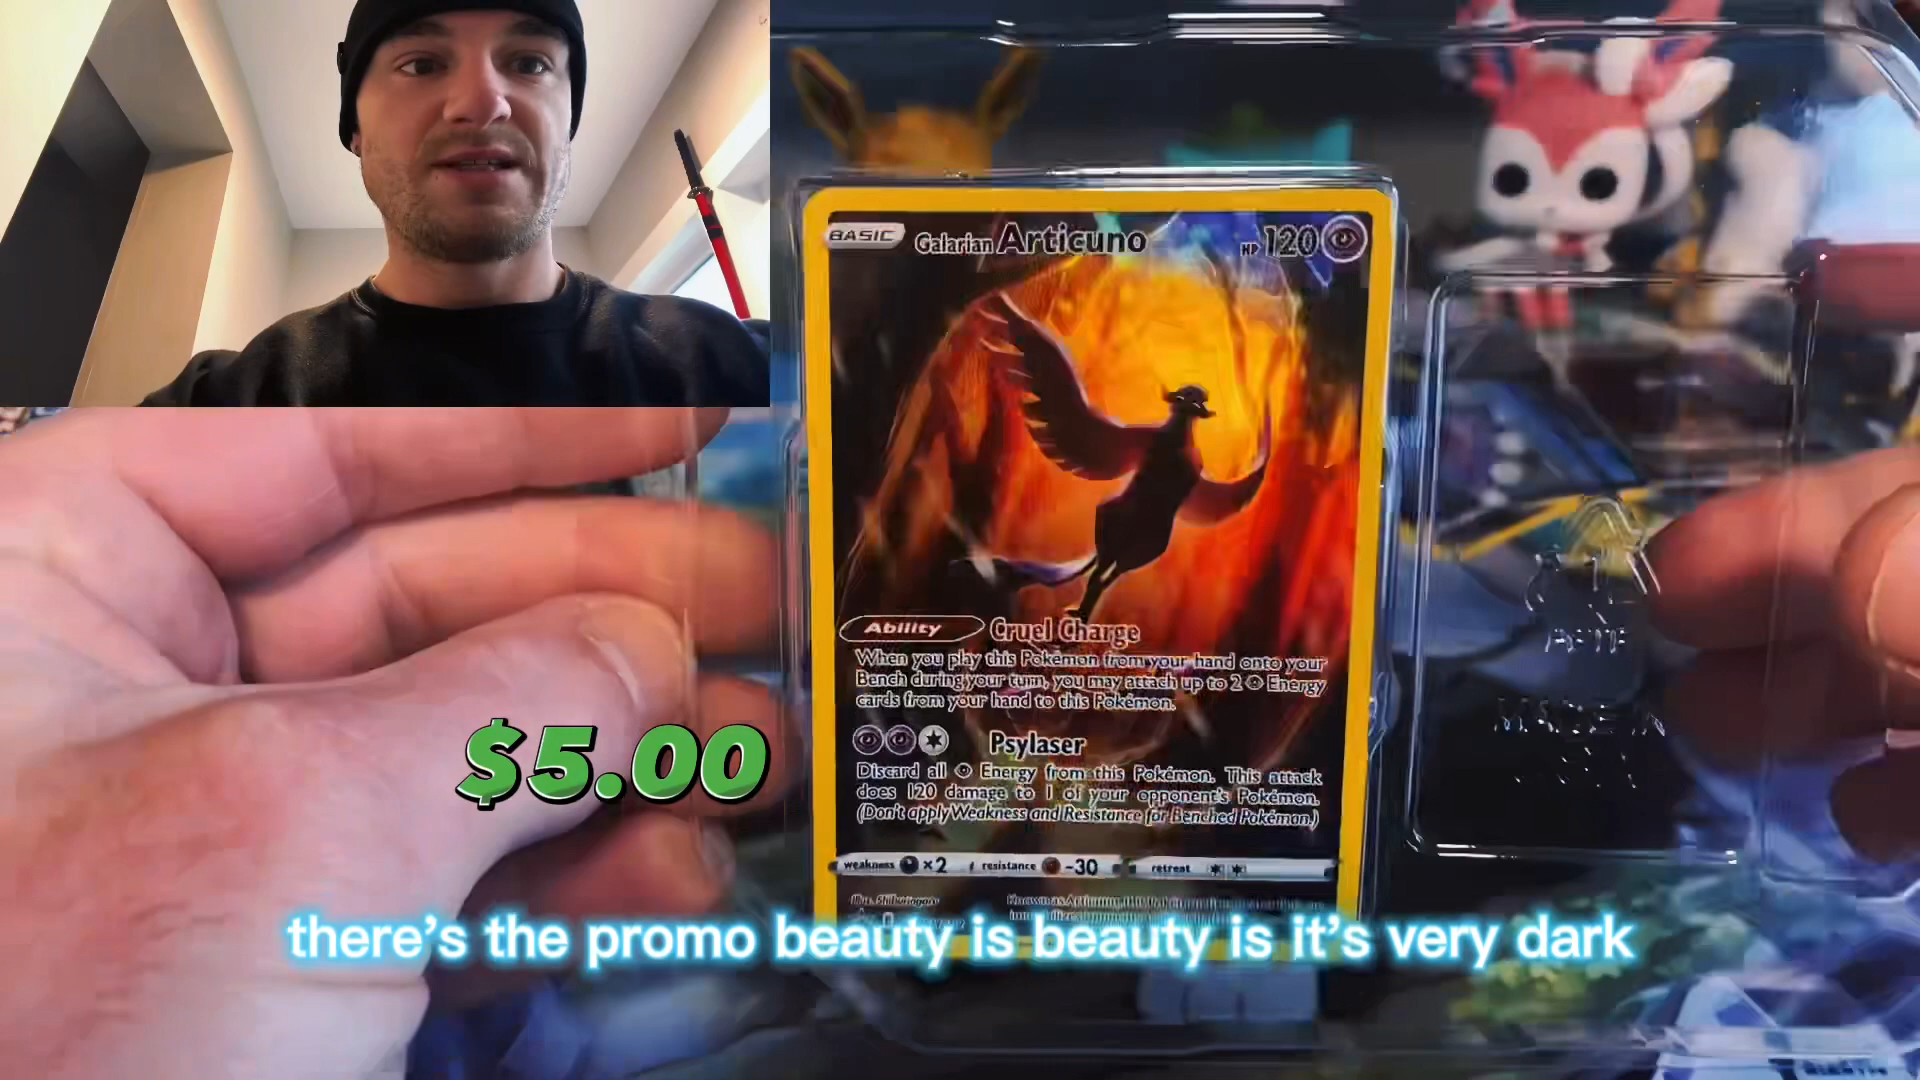 BASIC Galarian Articuno HP 120
Ability Cruel Charge
When you play this Pokémon from your hand onto your
Bench during your turn, you may attach up to 2 Energy
cards from your hand to this Pokémon.
Psylaser
Discard all Energy from this Pokémon. This attack
does 120 damage to 1 of your opponent's Pokémon.
(Don't apply Weakness and Resistance for Benched Pokémon.)
$5.00
weakness ×2 resistance -30 retreat
there's the promo beauty is beauty is it's very dark
MADE IN